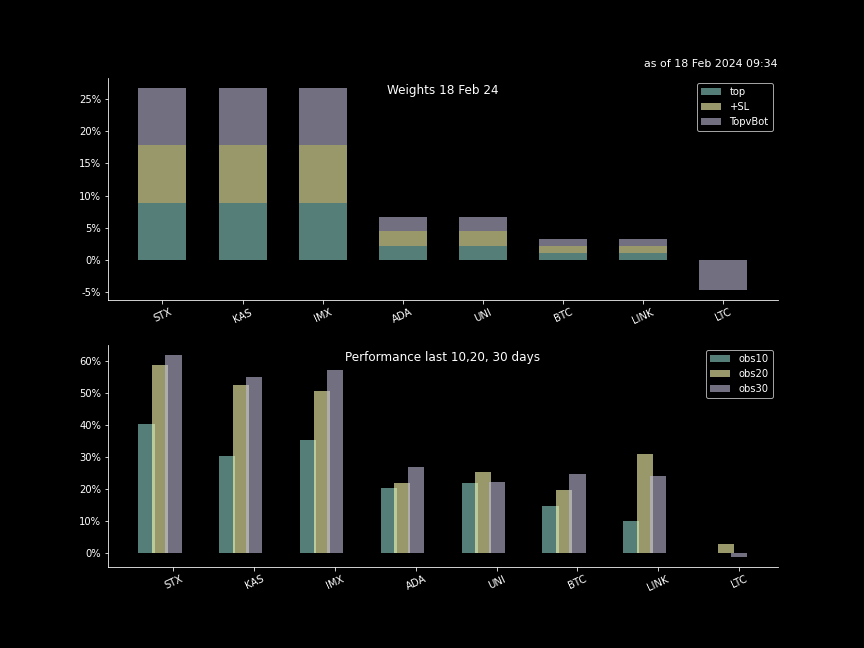 as of 18 Feb 2024 09:34
Weights 18 Feb 24
top
+SL
TopvBot
25%
20%
15%
10%
5%
0%
-5%
STX KAS IMX ADA UNI BTC LINK LTC
Performance last 10,20, 30 days
obs10
obs20
obs30
60%
50%
40%
30%
20%
10%
0%
STX KAS IMX ADA UNI BTC LINK LTC